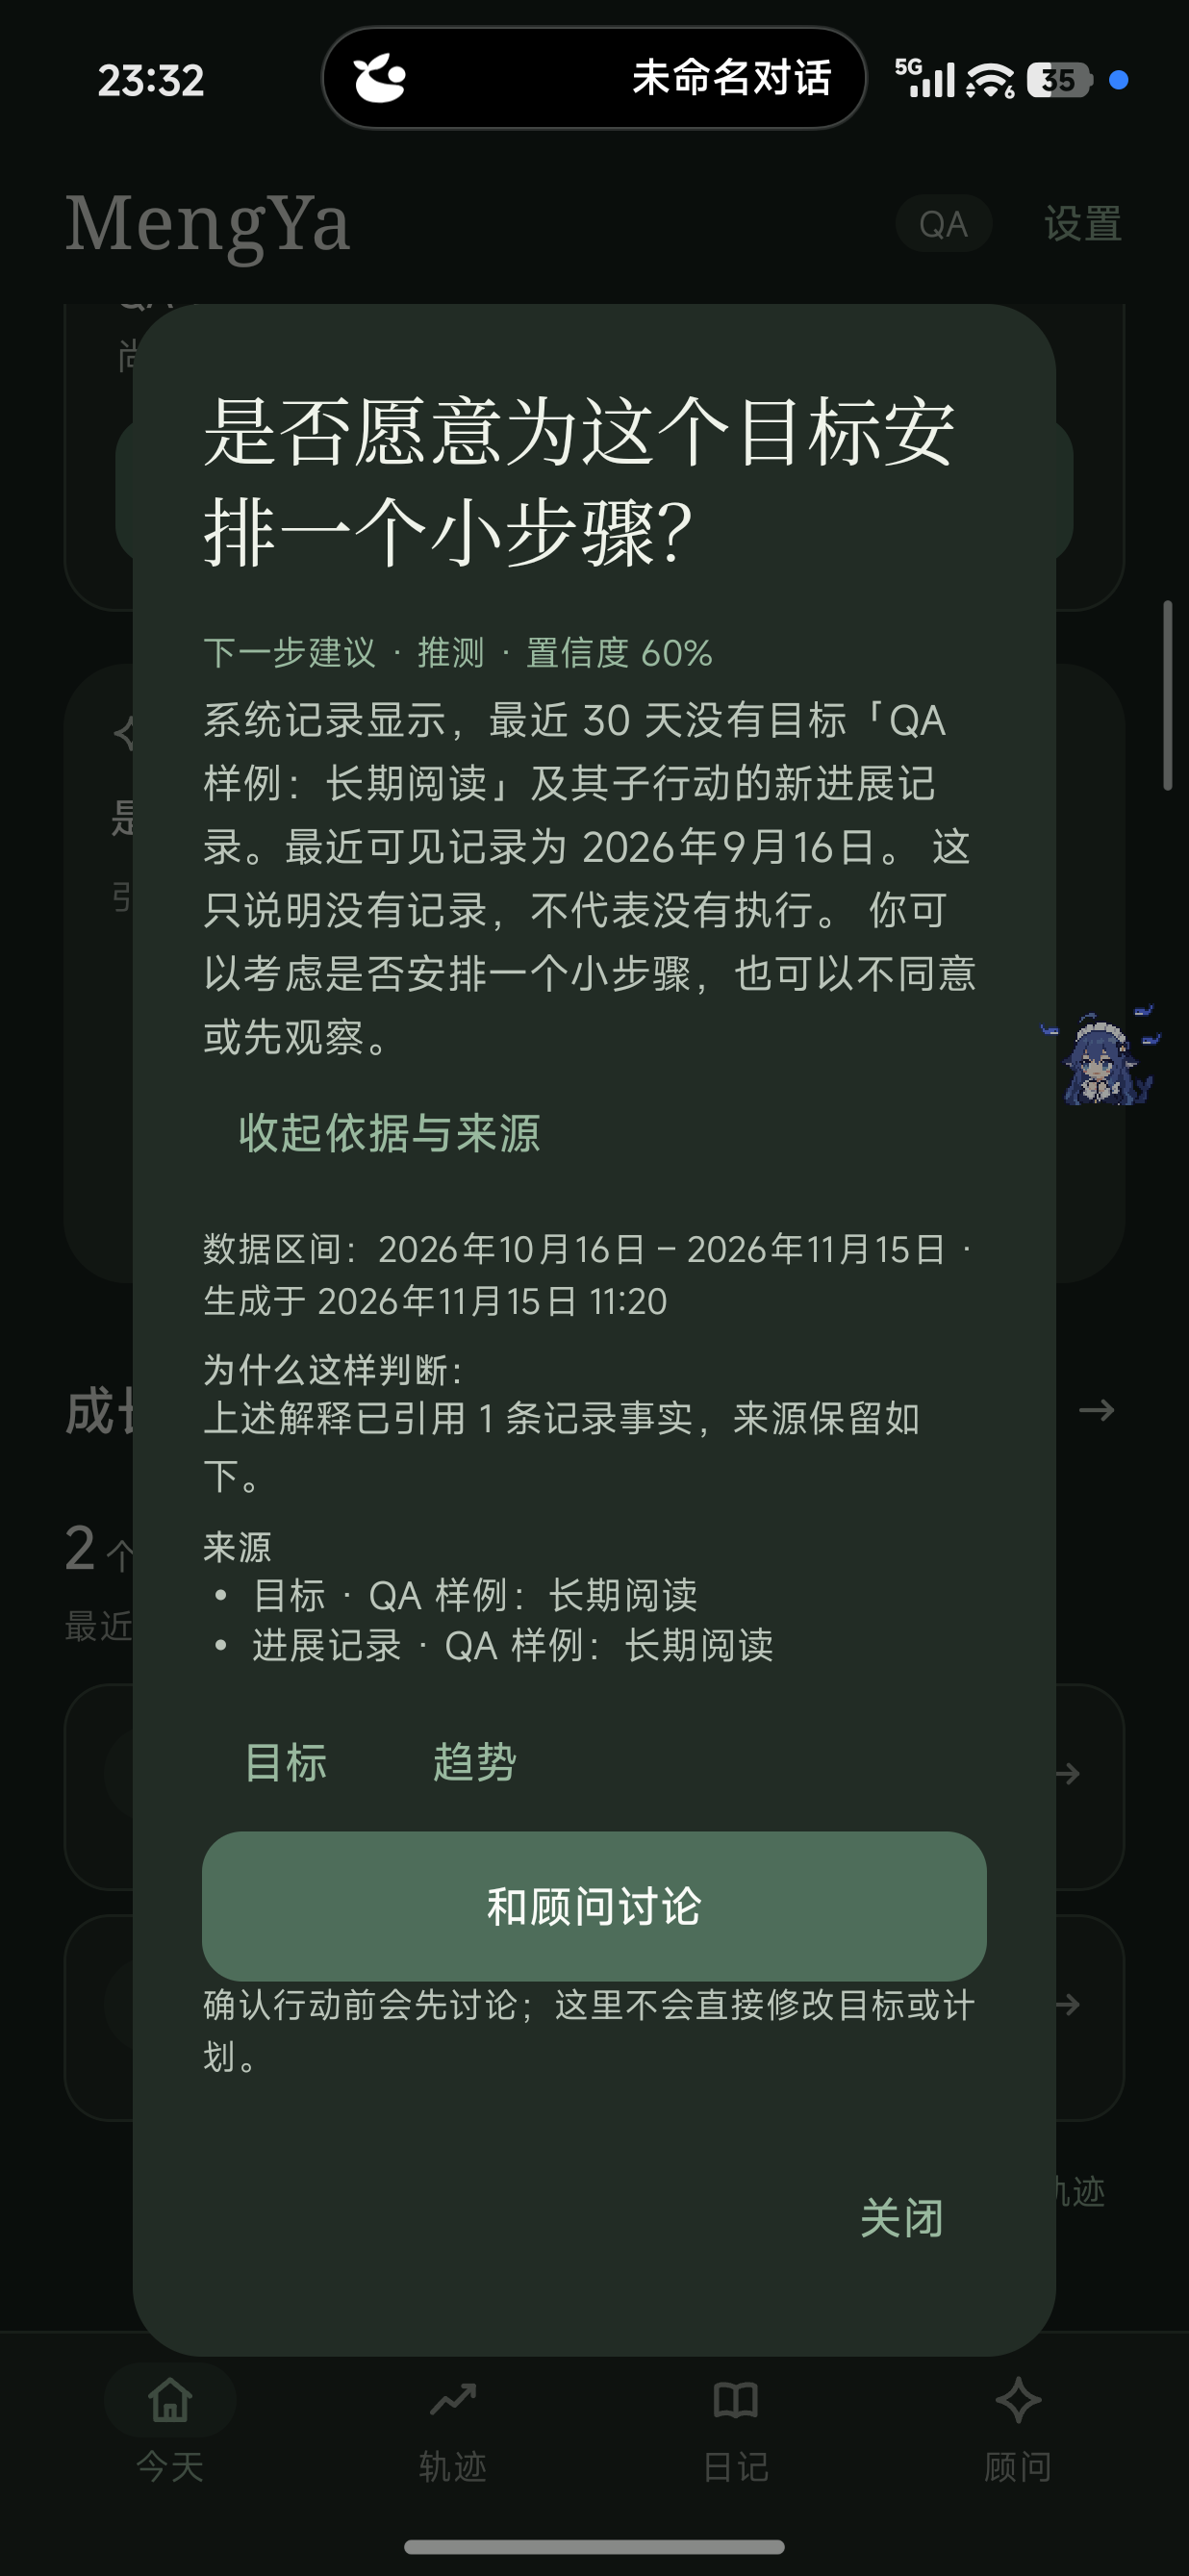 23:32
未命名对话
5G
6
35
MengYa
QA
设置
是否愿意为这个目标安
排一个小步骤?
下一步建议 · 推测 · 置信度 60%
系统记录显示，最近 30 天没有目标「QA
样例：长期阅读」及其子行动的新进展记
录。最近可见记录为 2026年9月16日。 这
只说明没有记录，不代表没有执行。 你可
以考虑是否安排一个小步骤，也可以不同意
或先观察。
收起依据与来源
数据区间：2026年10月16日 – 2026年11月15日 ·
生成于 2026年11月15日 11:20
为什么这样判断：
上述解释已引用 1 条记录事实，来源保留如
下。
来源
• 目标 · QA 样例：长期阅读
• 进展记录 · QA 样例：长期阅读
目标
趋势
和顾问讨论
确认行动前会先讨论；这里不会直接修改目标或计
划。
关闭
成长
2 个
最近
轨迹
今天
轨迹
日记
顾问